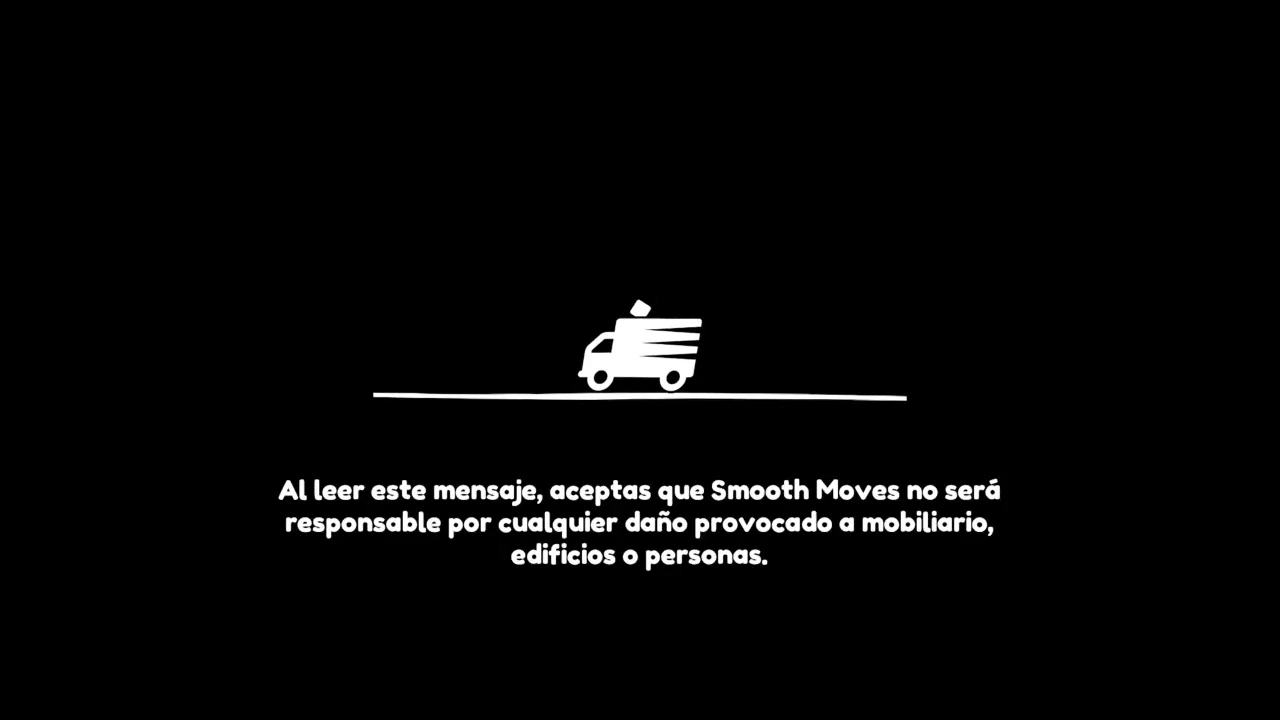 Al leer este mensaje, aceptas que Smooth Moves no será
responsable por cualquier daño provocado a mobiliario,
edificios o personas.